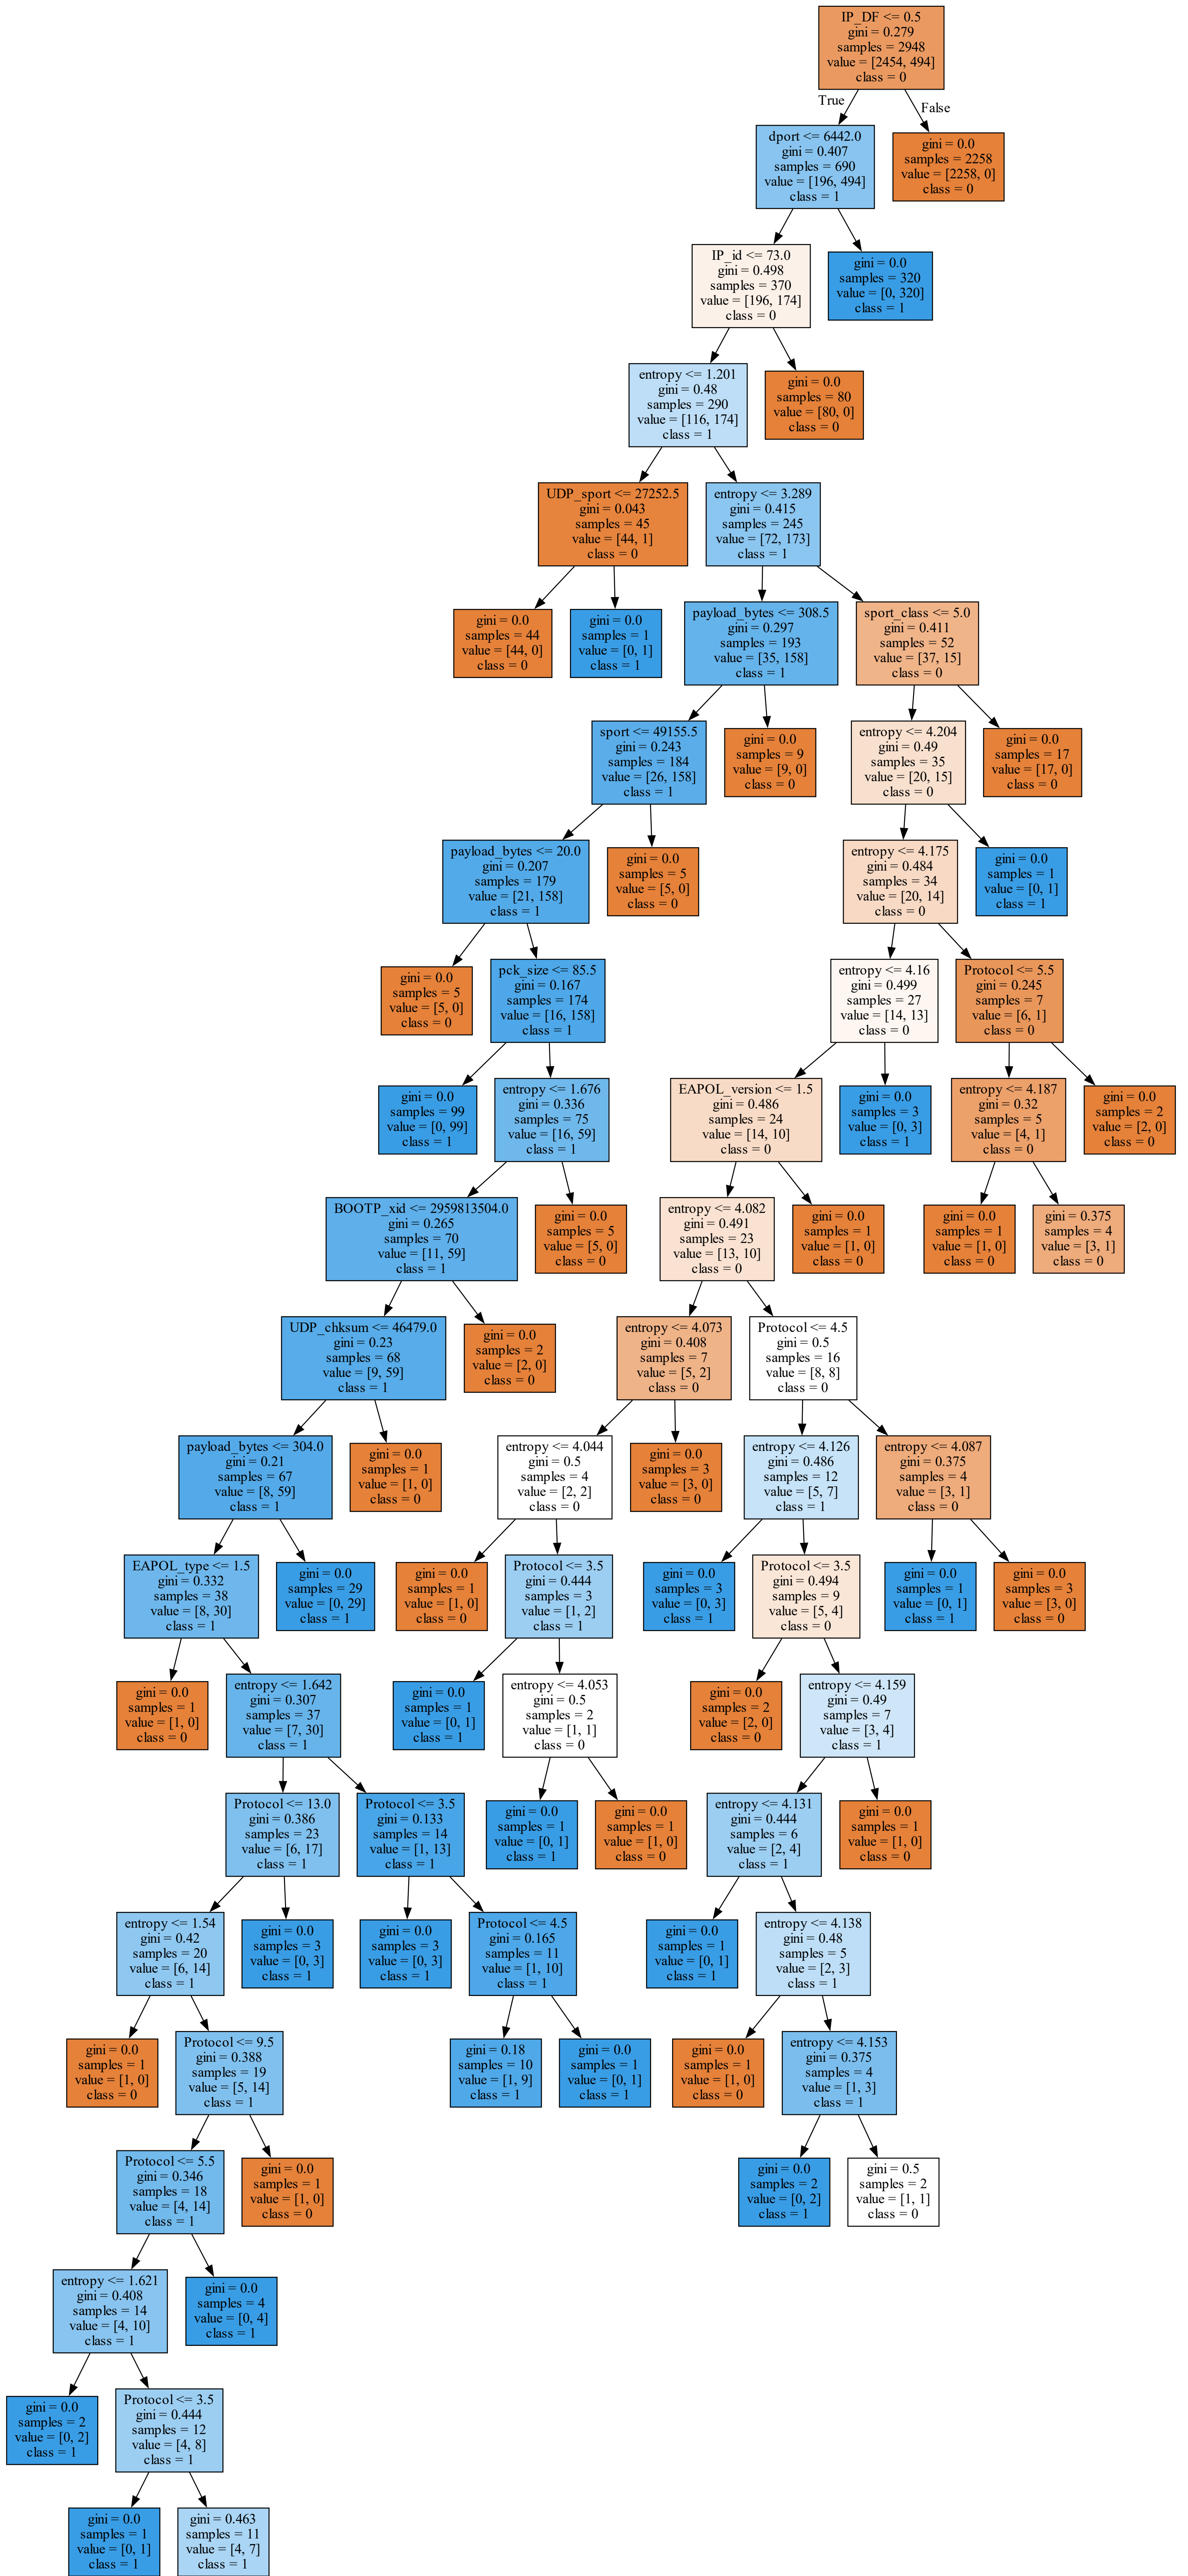 IP_DF <= 0.5
gini = 0.279
samples = 2948
value = [2454, 494]
class = 0
True
False
dport <= 6442.0
gini = 0.407
samples = 690
value = [196, 494]
class = 1
gini = 0.0
samples = 2258
value = [2258, 0]
class = 0
IP_id <= 73.0
gini = 0.498
samples = 370
value = [196, 174]
class = 0
gini = 0.0
samples = 320
value = [0, 320]
class = 1
entropy <= 1.201
gini = 0.48
samples = 290
value = [116, 174]
class = 1
gini = 0.0
samples = 80
value = [80, 0]
class = 0
UDP_sport <= 27252.5
gini = 0.043
samples = 45
value = [44, 1]
class = 0
entropy <= 3.289
gini = 0.415
samples = 245
value = [72, 173]
class = 1
gini = 0.0
samples = 44
value = [44, 0]
class = 0
gini = 0.0
samples = 1
value = [0, 1]
class = 1
payload_bytes <= 308.5
gini = 0.297
samples = 193
value = [35, 158]
class = 1
sport_class <= 5.0
gini = 0.411
samples = 52
value = [37, 15]
class = 0
sport <= 49155.5
gini = 0.243
samples = 184
value = [26, 158]
class = 1
gini = 0.0
samples = 9
value = [9, 0]
class = 0
entropy <= 4.204
gini = 0.49
samples = 35
value = [20, 15]
class = 0
gini = 0.0
samples = 17
value = [17, 0]
class = 0
payload_bytes <= 20.0
gini = 0.207
samples = 179
value = [21, 158]
class = 1
gini = 0.0
samples = 5
value = [5, 0]
class = 0
entropy <= 4.175
gini = 0.484
samples = 34
value = [20, 14]
class = 0
gini = 0.0
samples = 1
value = [0, 1]
class = 1
gini = 0.0
samples = 5
value = [5, 0]
class = 0
pck_size <= 85.5
gini = 0.167
samples = 174
value = [16, 158]
class = 1
entropy <= 4.16
gini = 0.499
samples = 27
value = [14, 13]
class = 0
Protocol <= 5.5
gini = 0.245
samples = 7
value = [6, 1]
class = 0
gini = 0.0
samples = 99
value = [0, 99]
class = 1
entropy <= 1.676
gini = 0.336
samples = 75
value = [16, 59]
class = 1
EAPOL_version <= 1.5
gini = 0.486
samples = 24
value = [14, 10]
class = 0
gini = 0.0
samples = 3
value = [0, 3]
class = 1
entropy <= 4.187
gini = 0.32
samples = 5
value = [4, 1]
class = 0
gini = 0.0
samples = 2
value = [2, 0]
class = 0
BOOTP_xid <= 2959813504.0
gini = 0.265
samples = 70
value = [11, 59]
class = 1
gini = 0.0
samples = 5
value = [5, 0]
class = 0
entropy <= 4.082
gini = 0.491
samples = 23
value = [13, 10]
class = 0
gini = 0.0
samples = 1
value = [1, 0]
class = 0
gini = 0.0
samples = 1
value = [1, 0]
class = 0
gini = 0.375
samples = 4
value = [3, 1]
class = 0
UDP_chksum <= 46479.0
gini = 0.23
samples = 68
value = [9, 59]
class = 1
gini = 0.0
samples = 2
value = [2, 0]
class = 0
entropy <= 4.073
gini = 0.408
samples = 7
value = [5, 2]
class = 0
Protocol <= 4.5
gini = 0.5
samples = 16
value = [8, 8]
class = 0
payload_bytes <= 304.0
gini = 0.21
samples = 67
value = [8, 59]
class = 1
gini = 0.0
samples = 1
value = [1, 0]
class = 0
entropy <= 4.044
gini = 0.5
samples = 4
value = [2, 2]
class = 0
gini = 0.0
samples = 3
value = [3, 0]
class = 0
entropy <= 4.126
gini = 0.486
samples = 12
value = [5, 7]
class = 1
entropy <= 4.087
gini = 0.375
samples = 4
value = [3, 1]
class = 0
EAPOL_type <= 1.5
gini = 0.332
samples = 38
value = [8, 30]
class = 1
gini = 0.0
samples = 29
value = [0, 29]
class = 1
gini = 0.0
samples = 1
value = [1, 0]
class = 0
Protocol <= 3.5
gini = 0.444
samples = 3
value = [1, 2]
class = 1
gini = 0.0
samples = 3
value = [0, 3]
class = 1
Protocol <= 3.5
gini = 0.494
samples = 9
value = [5, 4]
class = 0
gini = 0.0
samples = 1
value = [0, 1]
class = 1
gini = 0.0
samples = 3
value = [3, 0]
class = 0
gini = 0.0
samples = 1
value = [1, 0]
class = 0
entropy <= 1.642
gini = 0.307
samples = 37
value = [7, 30]
class = 1
gini = 0.0
samples = 1
value = [0, 1]
class = 1
entropy <= 4.053
gini = 0.5
samples = 2
value = [1, 1]
class = 0
gini = 0.0
samples = 2
value = [2, 0]
class = 0
entropy <= 4.159
gini = 0.49
samples = 7
value = [3, 4]
class = 1
Protocol <= 13.0
gini = 0.386
samples = 23
value = [6, 17]
class = 1
Protocol <= 3.5
gini = 0.133
samples = 14
value = [1, 13]
class = 1
gini = 0.0
samples = 1
value = [0, 1]
class = 1
gini = 0.0
samples = 1
value = [1, 0]
class = 0
entropy <= 4.131
gini = 0.444
samples = 6
value = [2, 4]
class = 1
gini = 0.0
samples = 1
value = [1, 0]
class = 0
entropy <= 1.54
gini = 0.42
samples = 20
value = [6, 14]
class = 1
gini = 0.0
samples = 3
value = [0, 3]
class = 1
gini = 0.0
samples = 3
value = [0, 3]
class = 1
Protocol <= 4.5
gini = 0.165
samples = 11
value = [1, 10]
class = 1
gini = 0.0
samples = 1
value = [0, 1]
class = 1
entropy <= 4.138
gini = 0.48
samples = 5
value = [2, 3]
class = 1
gini = 0.0
samples = 1
value = [1, 0]
class = 0
Protocol <= 9.5
gini = 0.388
samples = 19
value = [5, 14]
class = 1
gini = 0.18
samples = 10
value = [1, 9]
class = 1
gini = 0.0
samples = 1
value = [0, 1]
class = 1
gini = 0.0
samples = 1
value = [1, 0]
class = 0
entropy <= 4.153
gini = 0.375
samples = 4
value = [1, 3]
class = 1
Protocol <= 5.5
gini = 0.346
samples = 18
value = [4, 14]
class = 1
gini = 0.0
samples = 1
value = [1, 0]
class = 0
gini = 0.0
samples = 2
value = [0, 2]
class = 1
gini = 0.5
samples = 2
value = [1, 1]
class = 0
entropy <= 1.621
gini = 0.408
samples = 14
value = [4, 10]
class = 1
gini = 0.0
samples = 4
value = [0, 4]
class = 1
gini = 0.0
samples = 2
value = [0, 2]
class = 1
Protocol <= 3.5
gini = 0.444
samples = 12
value = [4, 8]
class = 1
gini = 0.0
samples = 1
value = [0, 1]
class = 1
gini = 0.463
samples = 11
value = [4, 7]
class = 1